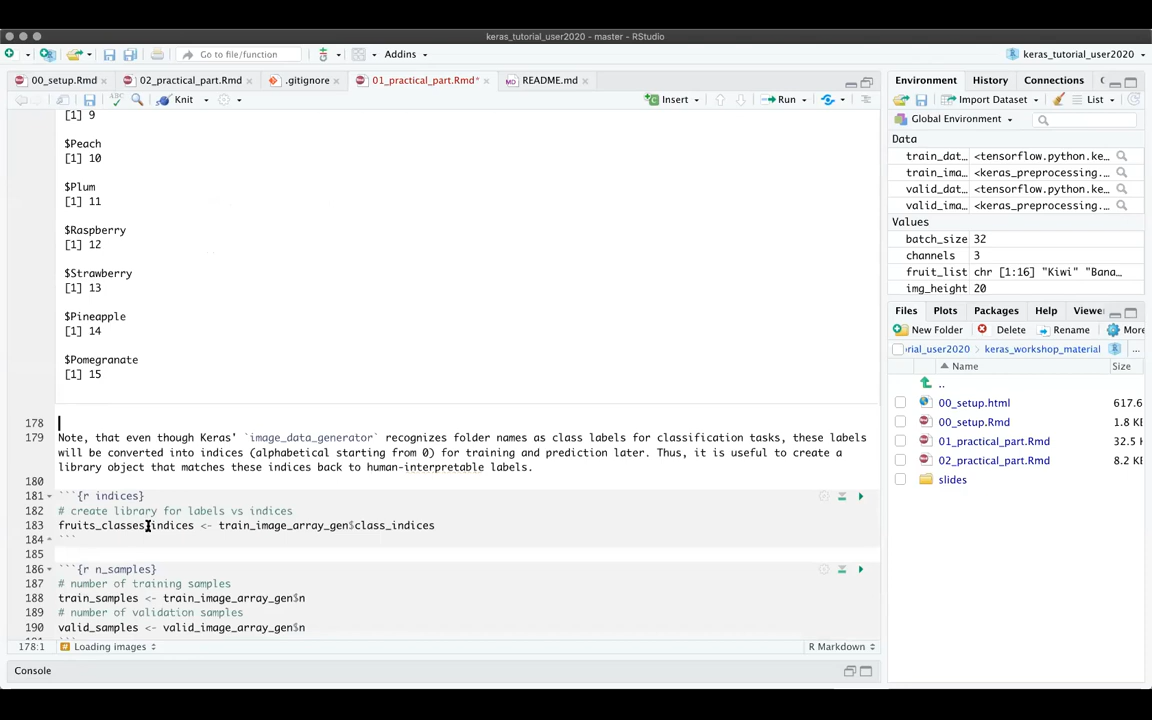 keras_tutorial_user2020 - master - RStudio
Go to file/function
Addins
keras_tutorial_user2020
00_setup.Rmd
02_practical_part.Rmd
.gitignore
01_practical_part.Rmd*
README.md
Knit
Insert
Run
[1] 9
$Peach
[1] 10
$Plum
[1] 11
$Raspberry
[1] 12
$Strawberry
[1] 13
$Pineapple
[1] 14
$Pomegranate
[1] 15
178
179 Note, that even though Keras' `image_data_generator` recognizes folder names as class labels for classification tasks, these labels
will be converted into indices (alphabetical starting from 0) for training and prediction later. Thus, it is useful to create a
library object that matches these indices back to human-interpretable labels.
180
181 ```{r indices}
182 # create library for labels vs indices
183 fruits_classes_indices <- train_image_array_gen$class_indices
184 ```
185
186 ```{r n_samples}
187 # number of training samples
188 train_samples <- train_image_array_gen$n
189 # number of validation samples
190 valid_samples <- valid_image_array_gen$n
178:1
Loading images
R Markdown
Console
Environment
History
Connections
Import Dataset
List
Global Environment
Data
train_dat… <tensorflow.python.ke…
train_ima… <keras_preprocessing.…
valid_dat… <tensorflow.python.ke…
valid_ima… <keras_preprocessing.…
Values
batch_size 32
channels 3
fruit_list chr [1:16] "Kiwi" "Bana…
img_height 20
Files
Plots
Packages
Help
Viewer
New Folder
Delete
Rename
More
orial_user2020
keras_workshop_material
...
Name
Size
..
00_setup.html 617.6
00_setup.Rmd 1.8 K
01_practical_part.Rmd 32.5 K
02_practical_part.Rmd 8.2 K
slides